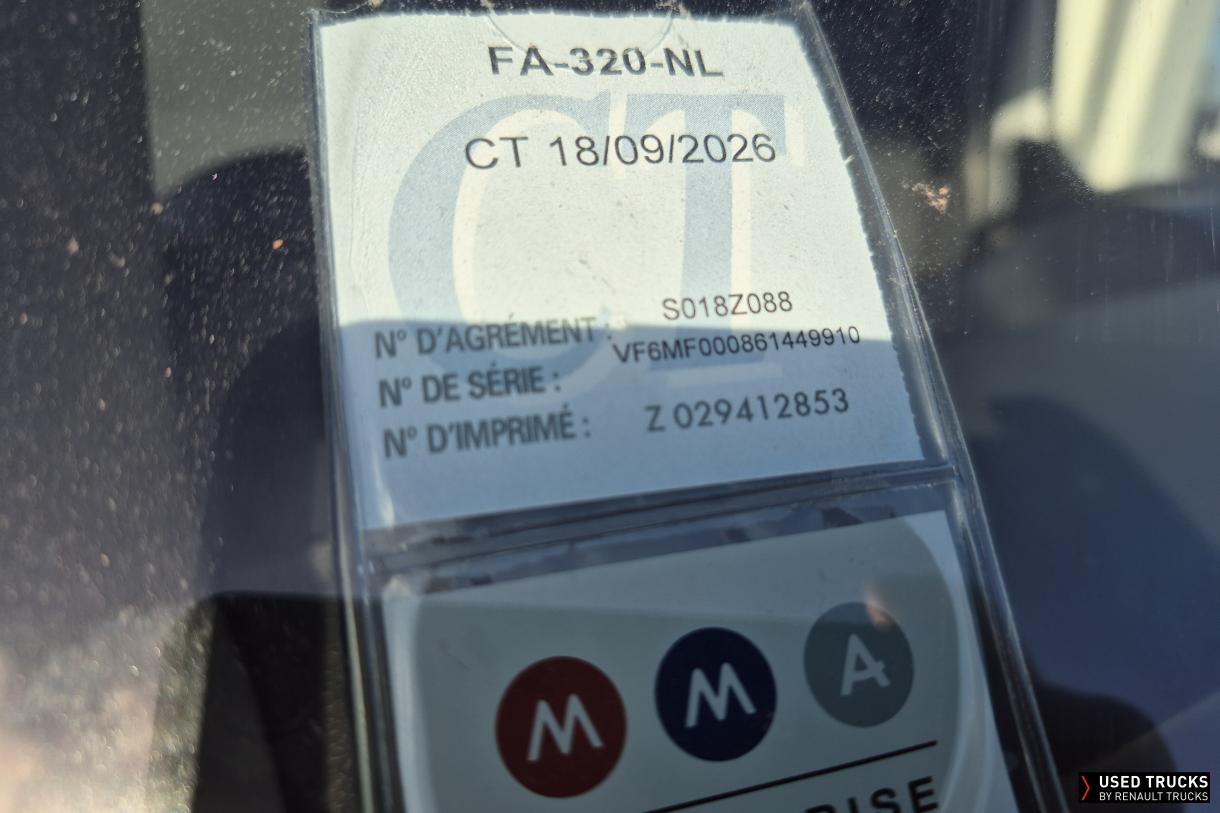 FA-320-NL
CT
CT 18/09/2026
N° D'AGRÉMENT : S018Z088
N° DE SÉRIE : VF6MF000861449910
N° D'IMPRIMÉ : Z 029412853
M M A
USED TRUCKS
BY RENAULT TRUCKS